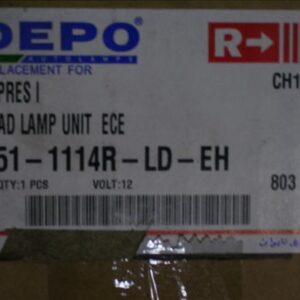 DEPO
R
AUTOLAMPS
LACEMENT FOR
PRES I
CH1
AD LAMP UNIT ECE
51-1114R-LD-EH
QTY:1 PCS VOLT:12
803